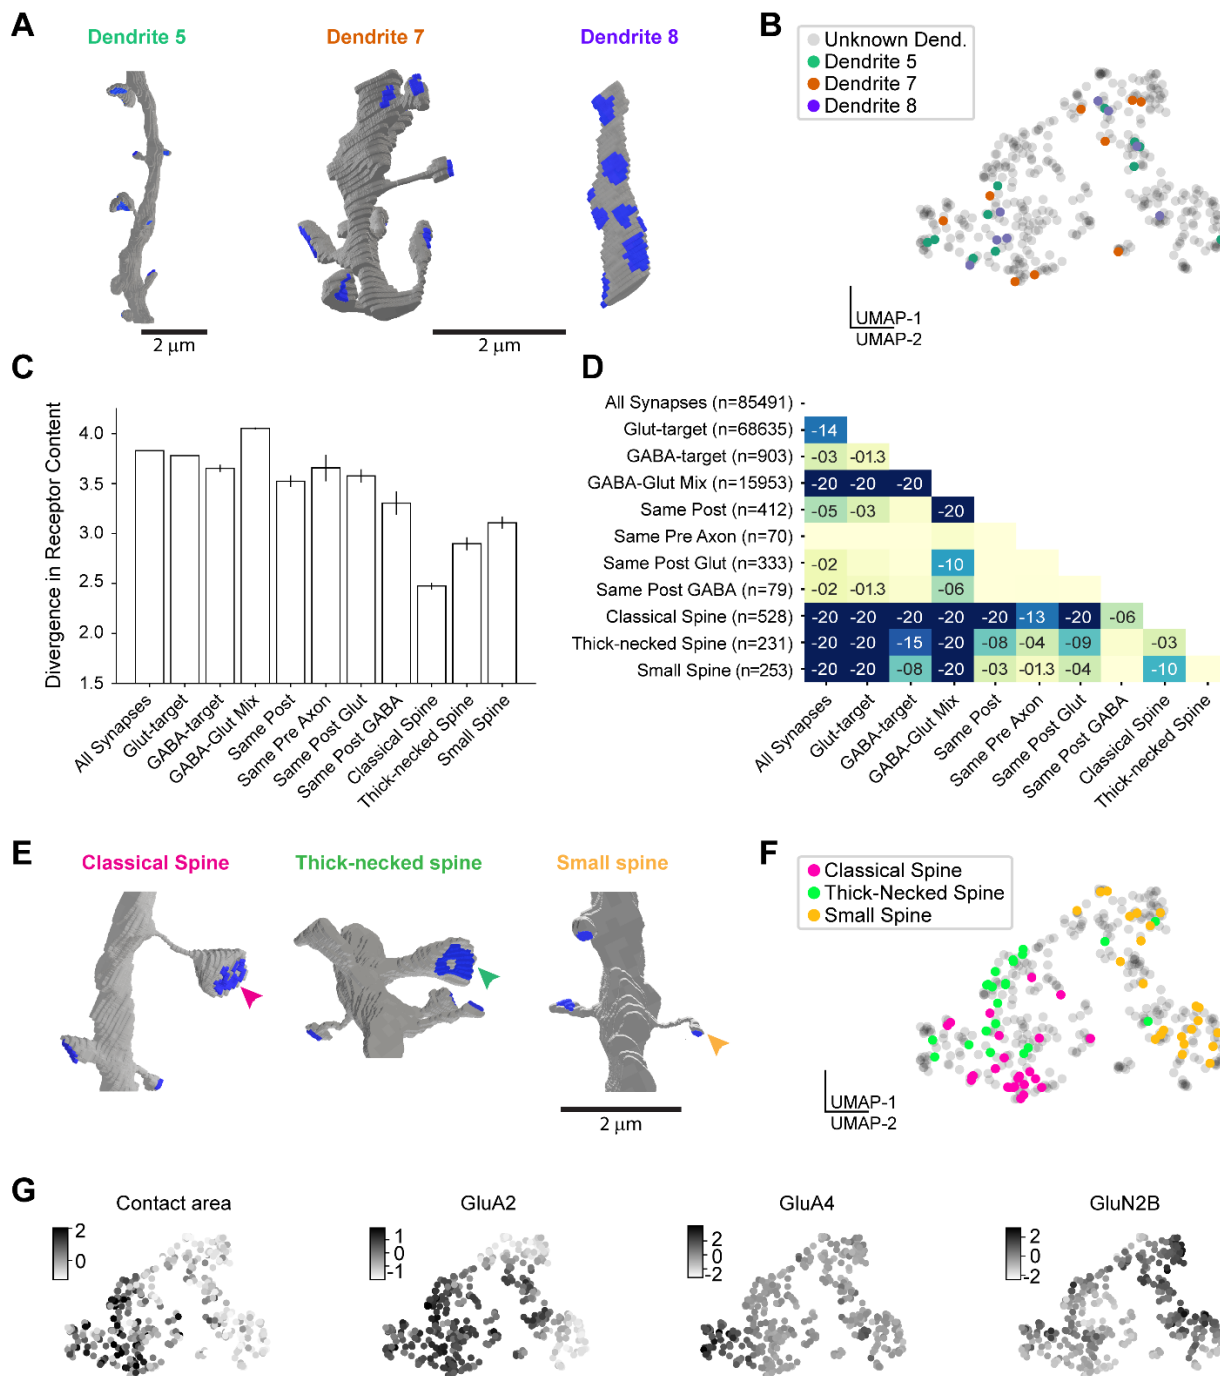 A
Dendrite 5
Dendrite 7
Dendrite 8
2 μm
2 μm
B
Unknown Dend.
Dendrite 5
Dendrite 7
Dendrite 8
UMAP-1
UMAP-2
C
Divergence in Receptor Content
4.0
3.5
3.0
2.5
2.0
1.5
All Synapses
Glut-target
GABA-target
GABA-Glut Mix
Same Post
Same Pre Axon
Same Post Glut
Same Post GABA
Classical Spine
Thick-necked Spine
Small Spine
D
All Synapses (n=85491)
Glut-target (n=68635) -14
GABA-target (n=903) -03 -01.3
GABA-Glut Mix (n=15953) -20 -20 -20
Same Post (n=412) -05 -03 -20
Same Pre Axon (n=70)
Same Post Glut (n=333) -02 -10
Same Post GABA (n=79) -02 -01.3 -06
Classical Spine (n=528) -20 -20 -20 -20 -20 -13 -20 -06
Thick-necked Spine (n=231) -20 -20 -15 -20 -08 -04 -09 -03
Small Spine (n=253) -20 -20 -08 -20 -03 -01.3 -04 -10
All Synapses
Glut-target
GABA-target
GABA-Glut Mix
Same Post
Same Pre Axon
Same Post Glut
Same Post GABA
Classical Spine
Thick-necked Spine
E
Classical Spine
Thick-necked spine
Small spine
2 μm
F
Classical Spine
Thick-Necked Spine
Small Spine
UMAP-1
UMAP-2
G
Contact area
2
0
GluA2
1
0
-1
GluA4
2
0
-2
GluN2B
2
0
-2